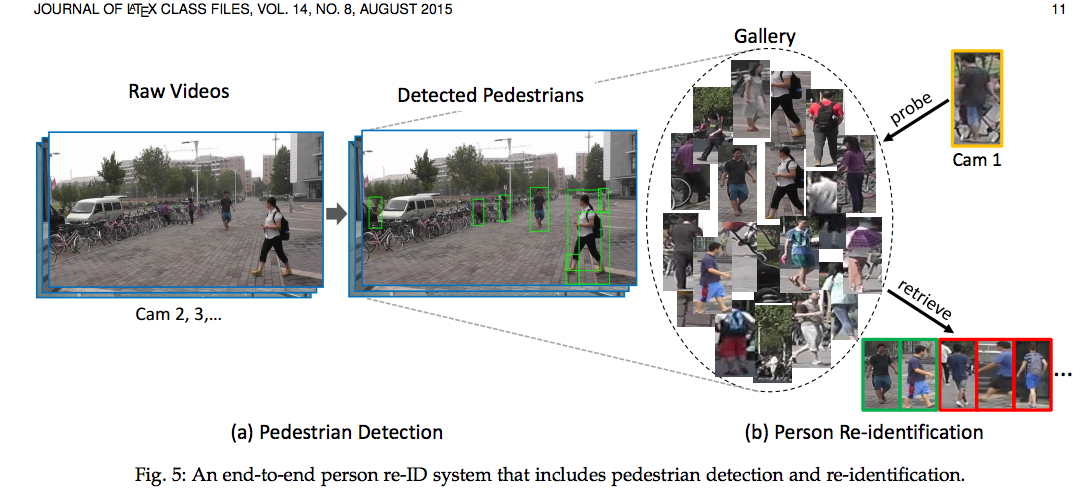 JOURNAL OF LATEX CLASS FILES, VOL. 14, NO. 8, AUGUST 2015
11
Raw Videos
Detected Pedestrians
Gallery
probe
Cam 1
Cam 2, 3,...
retrieve
...
(a) Pedestrian Detection
(b) Person Re-identification
Fig. 5: An end-to-end person re-ID system that includes pedestrian detection and re-identification.